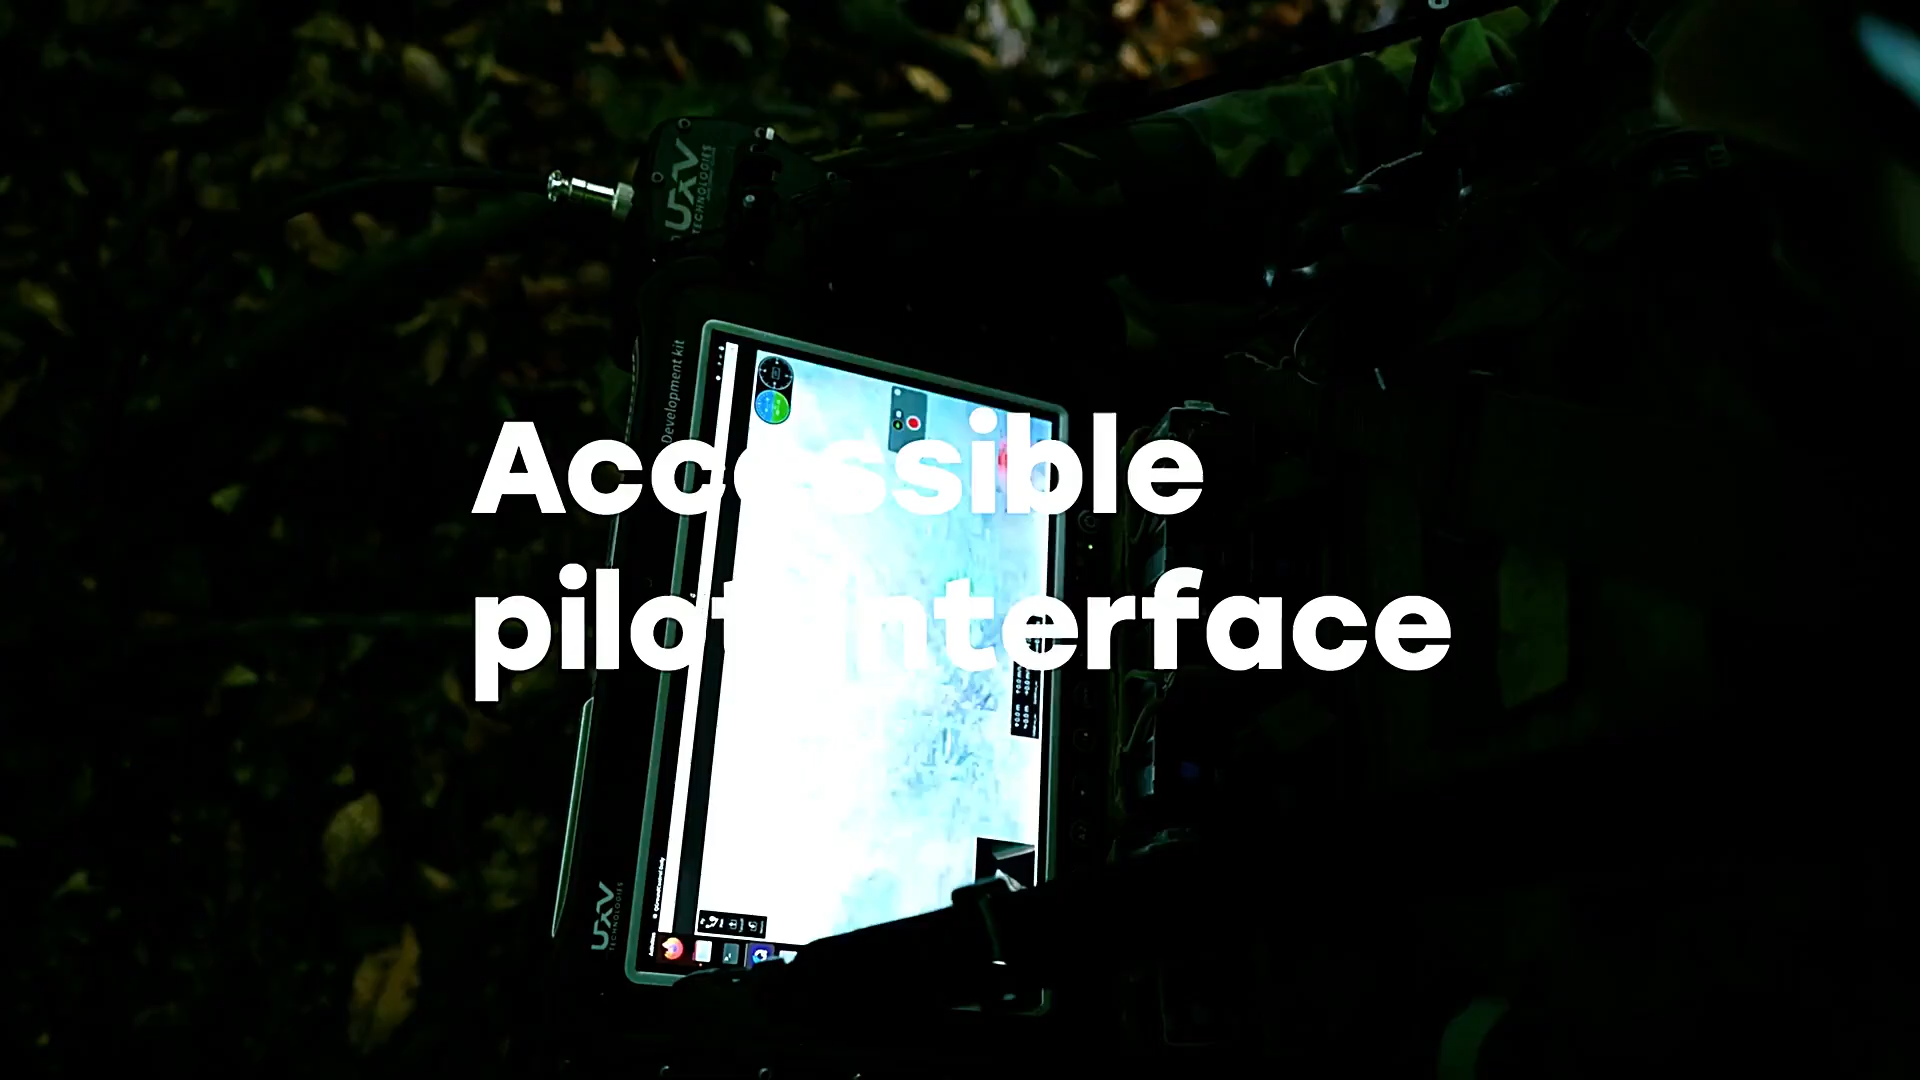 Accessible
pilot interface
UXV
TECHNOLOGIES
Development kit
UXV
TECHNOLOGIES